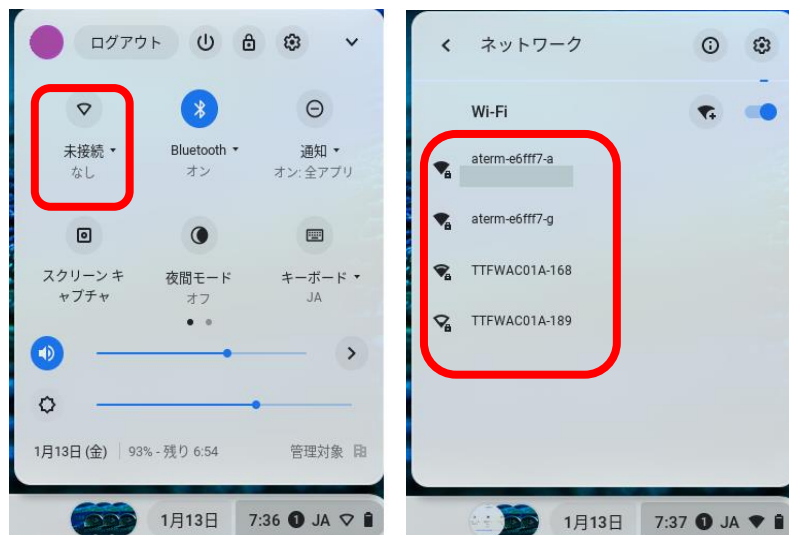 ログアウト
未接続
なし
Bluetooth
オン
通知
オン: 全アプリ
スクリーン キ
ャプチャ
夜間モード
オフ
キーボード
JA
1月13日 (金)
93% - 残り 6:54
管理対象
1月13日
7:36 1 JA
ネットワーク
Wi-Fi
aterm-e6fff7-a
aterm-e6fff7-g
TTFWAC01A-168
TTFWAC01A-189
1月13日
7:37 1 JA